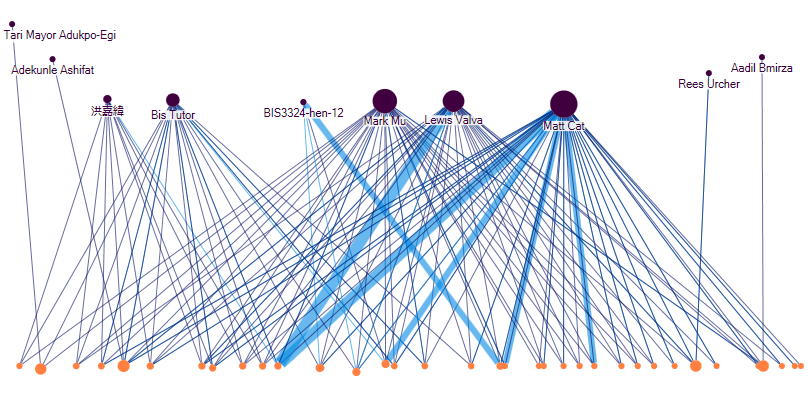 Tari Mayor Adukpo-Egi
Adekunle Ashifat
洪嘉緯
Bis Tutor
BIS3324-hen-12
Mark Mu
Lewis Valva
Matt Cat
Rees Urcher
Aadil Bmirza